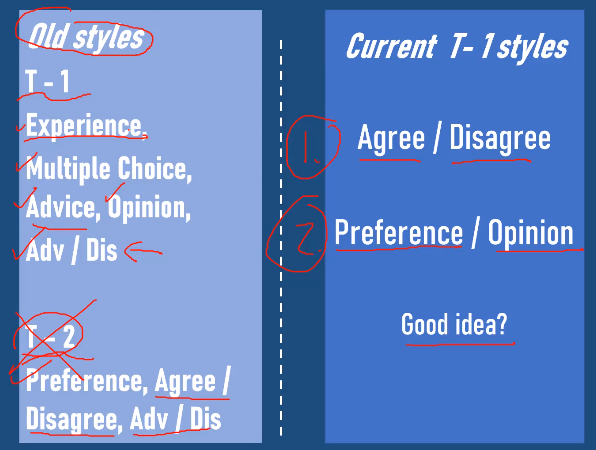 Old styles
T - 1
Experience,
Multiple Choice,
Advice, Opinion,
Adv / Dis
T - 2
Preference, Agree /
Disagree, Adv / Dis
Current T- 1 styles
1. Agree / Disagree
2. Preference / Opinion
Good idea?